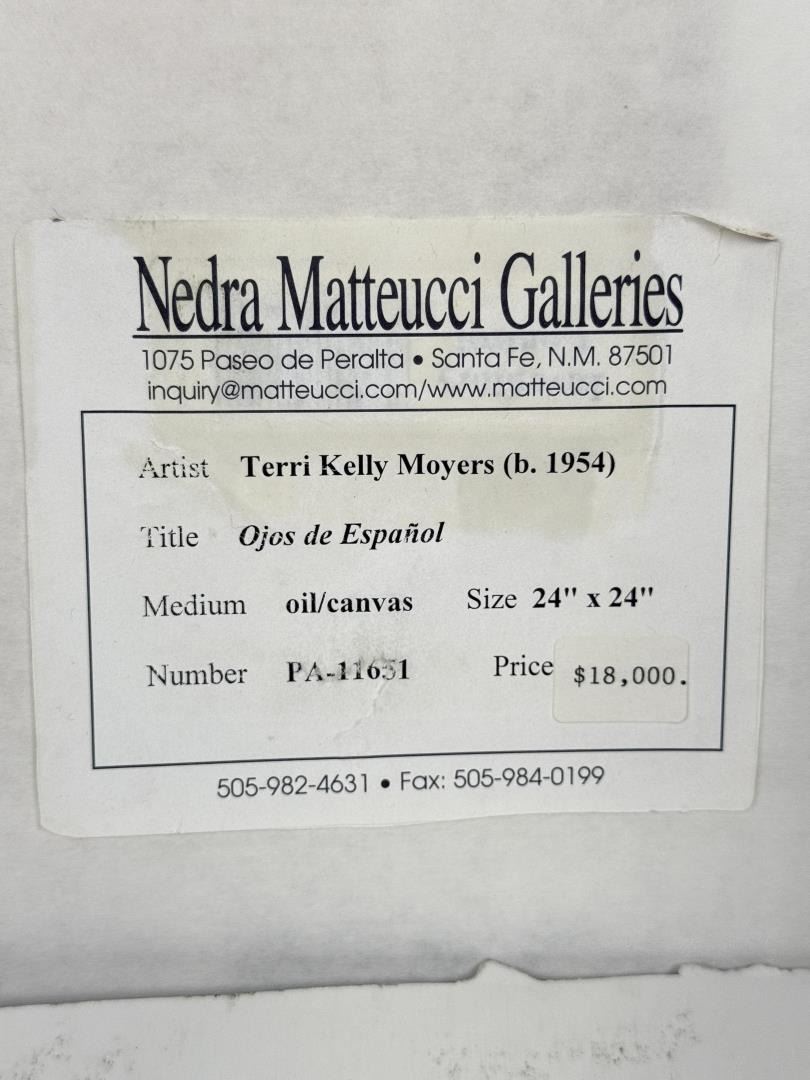 Nedra Matteucci Galleries
1075 Paseo de Peralta • Santa Fe, N.M. 87501
inquiry@matteucci.com/www.matteucci.com
Artist Terri Kelly Moyers (b. 1954)
Title Ojos de Español
Medium oil/canvas Size 24" x 24"
Number Price $18,000.
505-982-4631 • Fax: 505-984-0199